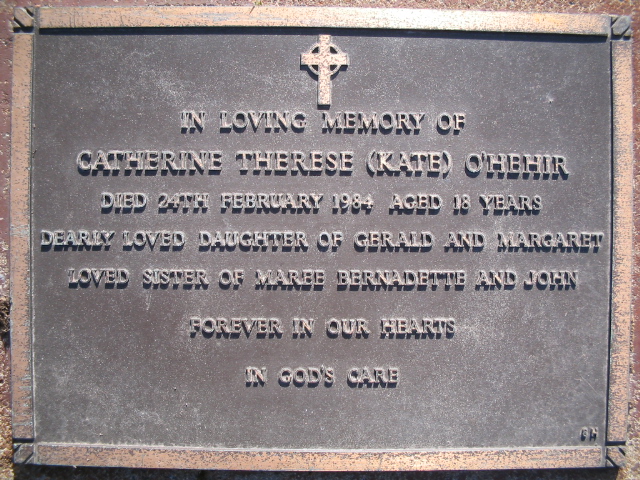 IN LOVING MEMORY OF
CATHERINE THERESE (KATE) O'HEHIR
DIED 24TH FEBRUARY 1984 AGED 18 YEARS
DEARLY LOVED DAUGHTER OF GERALD AND MARGARET
LOVED SISTER OF MAREE BERNADETTE AND JOHN
FOREVER IN OUR HEARTS
IN GOD'S CARE